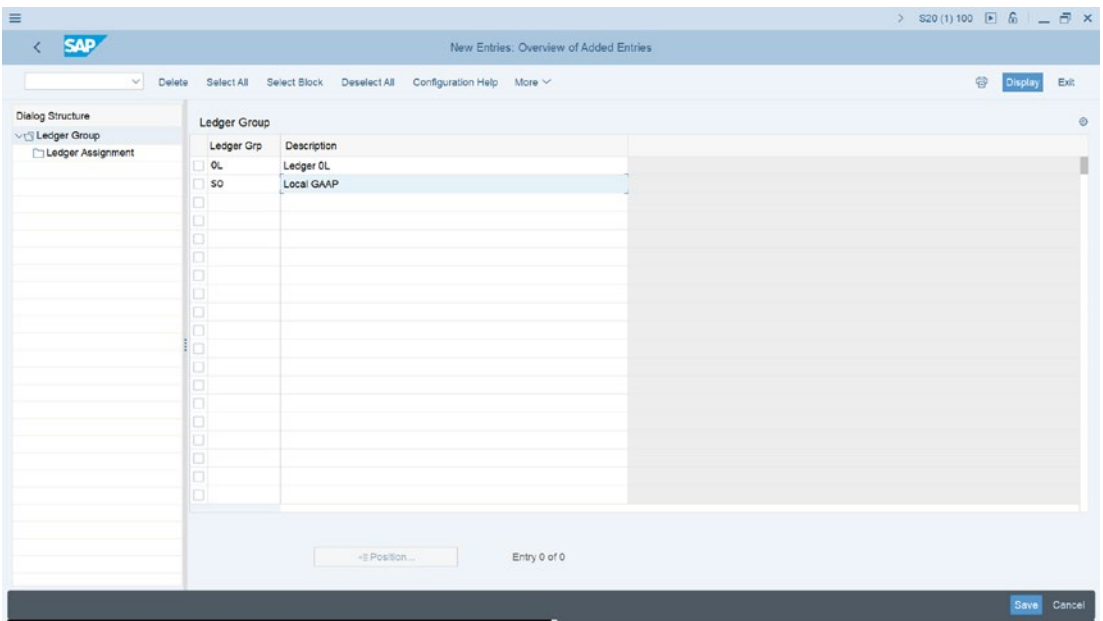 S20 (1) 100
SAP
New Entries: Overview of Added Entries
Delete Select All Select Block Deselect All Configuration Help More Display Exit
Dialog Structure
Ledger Group
Ledger Assignment
Ledger Group
Ledger Grp Description
0L Ledger 0L
SO Local GAAP
Position...
Entry 0 of 0
Save Cancel